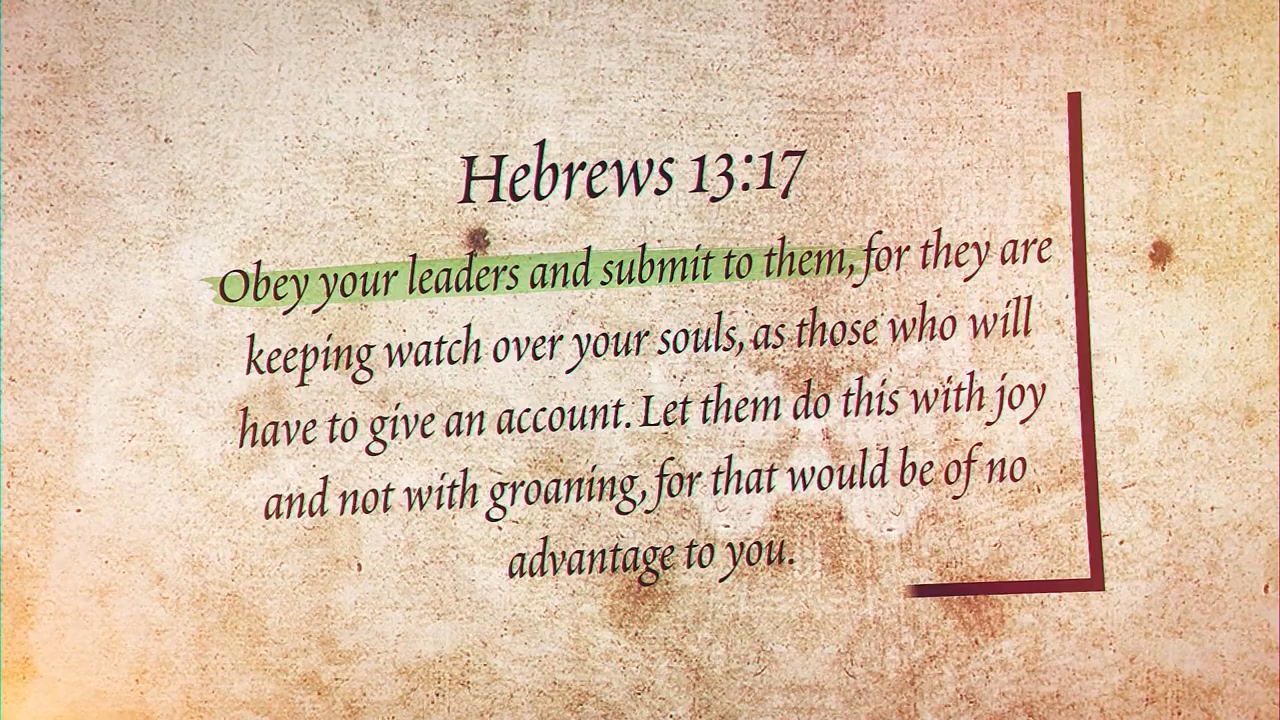 Hebrews 13:17
Obey your leaders and submit to them, for they are
keeping watch over your souls, as those who will
have to give an account. Let them do this with joy
and not with groaning, for that would be of no
advantage to you.